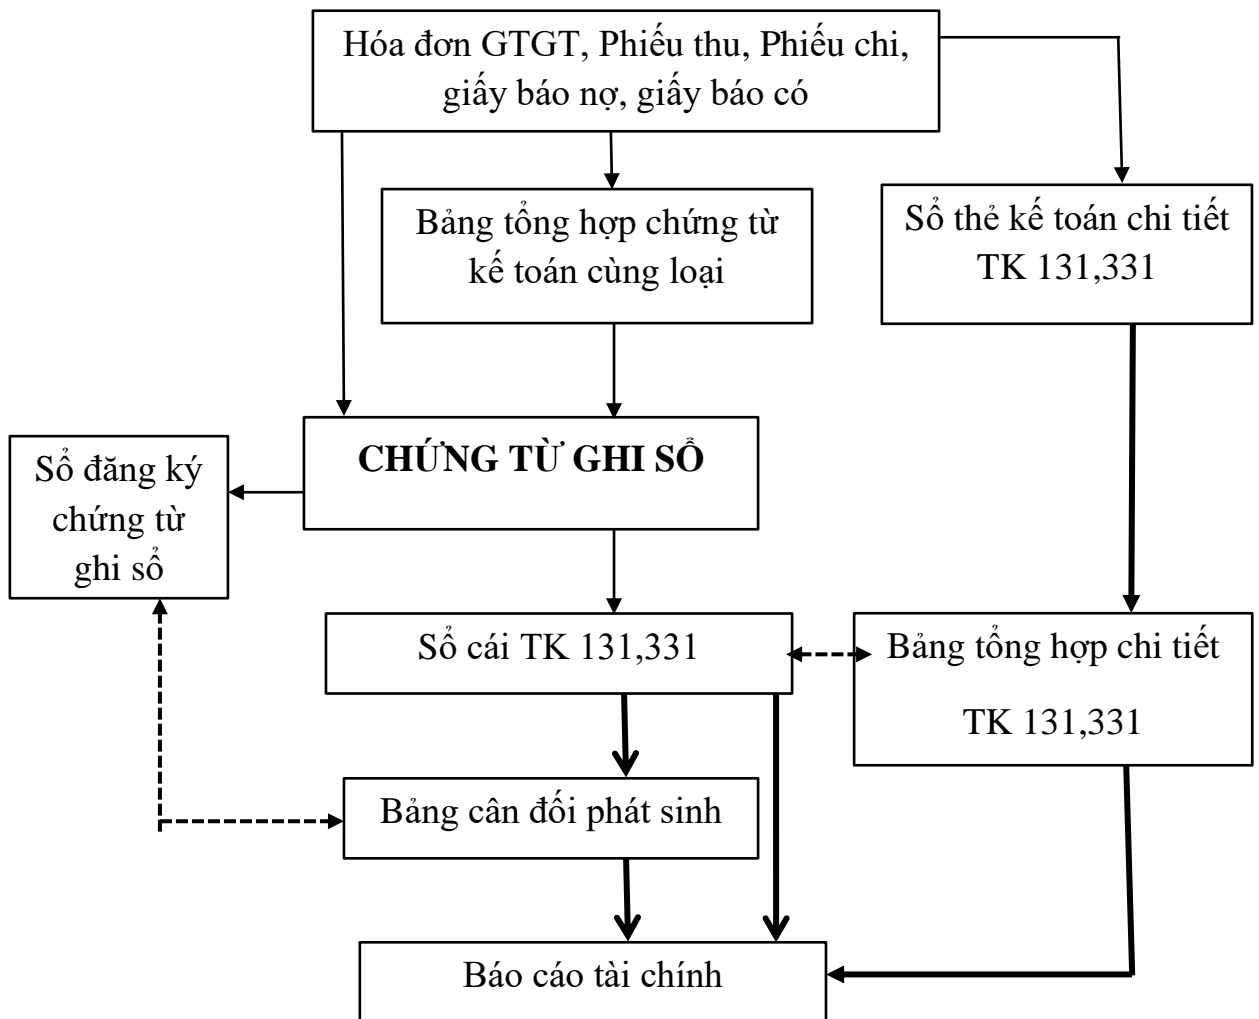 Hóa đơn GTGT, Phiếu thu, Phiếu chi,
giấy báo nợ, giấy báo có
Bảng tổng hợp chứng từ
kế toán cùng loại
Sổ thẻ kế toán chi tiết
TK 131,331
CHỨNG TỪ GHI SỔ
Sổ đăng ký
chứng từ
ghi sổ
Sổ cái TK 131,331
Bảng tổng hợp chi tiết
TK 131,331
Bảng cân đối phát sinh
Báo cáo tài chính